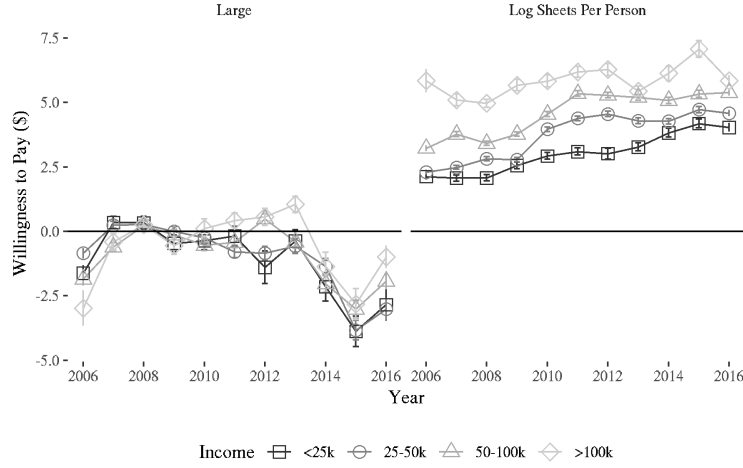 Large
Log Sheets Per Person
Willingness to Pay ($)
7.5
5.0
2.5
0.0
-2.5
-5.0
2006 2008 2010 2012 2014 2016
2006 2008 2010 2012 2014 2016
Year
Income <25k 25-50k 50-100k >100k